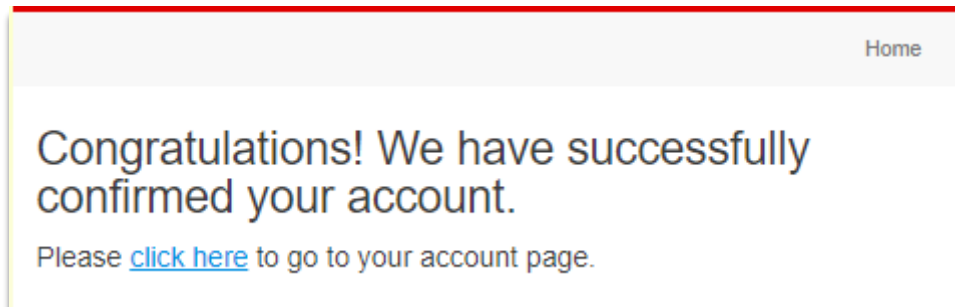 Home
Congratulations! We have successfully
confirmed your account.
Please click here to go to your account page.